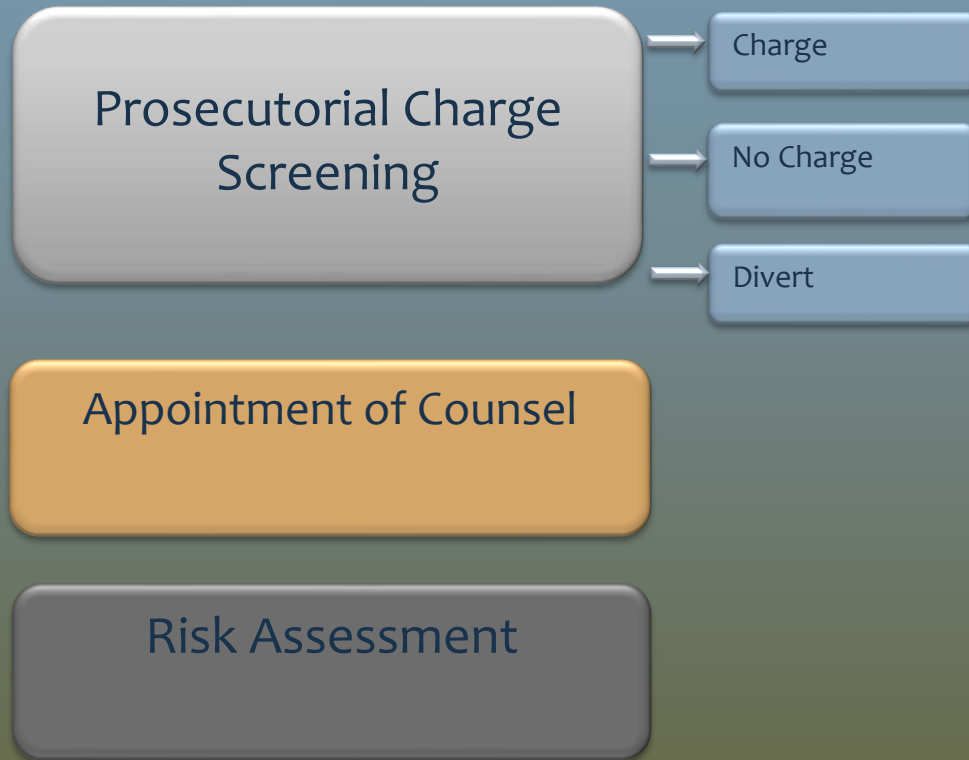 Prosecutorial Charge
Screening
Charge
No Charge
Divert
Appointment of Counsel
Risk Assessment